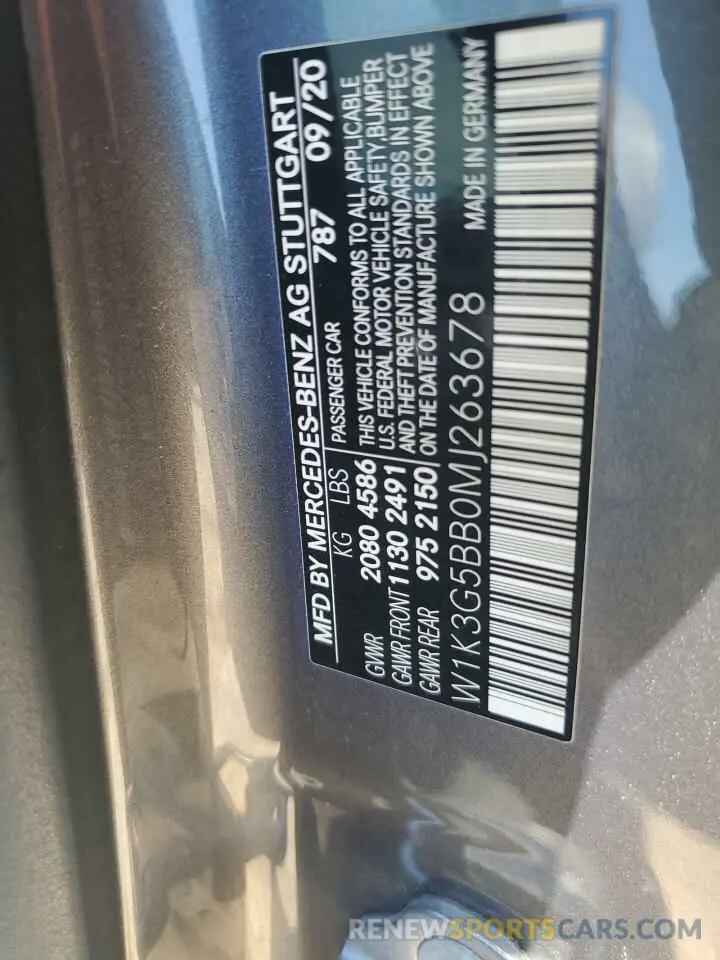 MFD BY MERCEDES-BENZ AG STUTTGART
KG LBS PASSENGER CAR 787 09/20
GVWR 2080 4586 THIS VEHICLE CONFORMS TO ALL APPLICABLE
GAWR FRONT 1130 2491 U.S. FEDERAL MOTOR VEHICLE SAFETY, BUMPER
GAWR REAR 975 2150 AND THEFT PREVENTION STANDARDS IN EFFECT
ON THE DATE OF MANUFACTURE SHOWN ABOVE
W1K3G5BB0MJ263678 MADE IN GERMANY
RENEWSPORTSCARS.COM